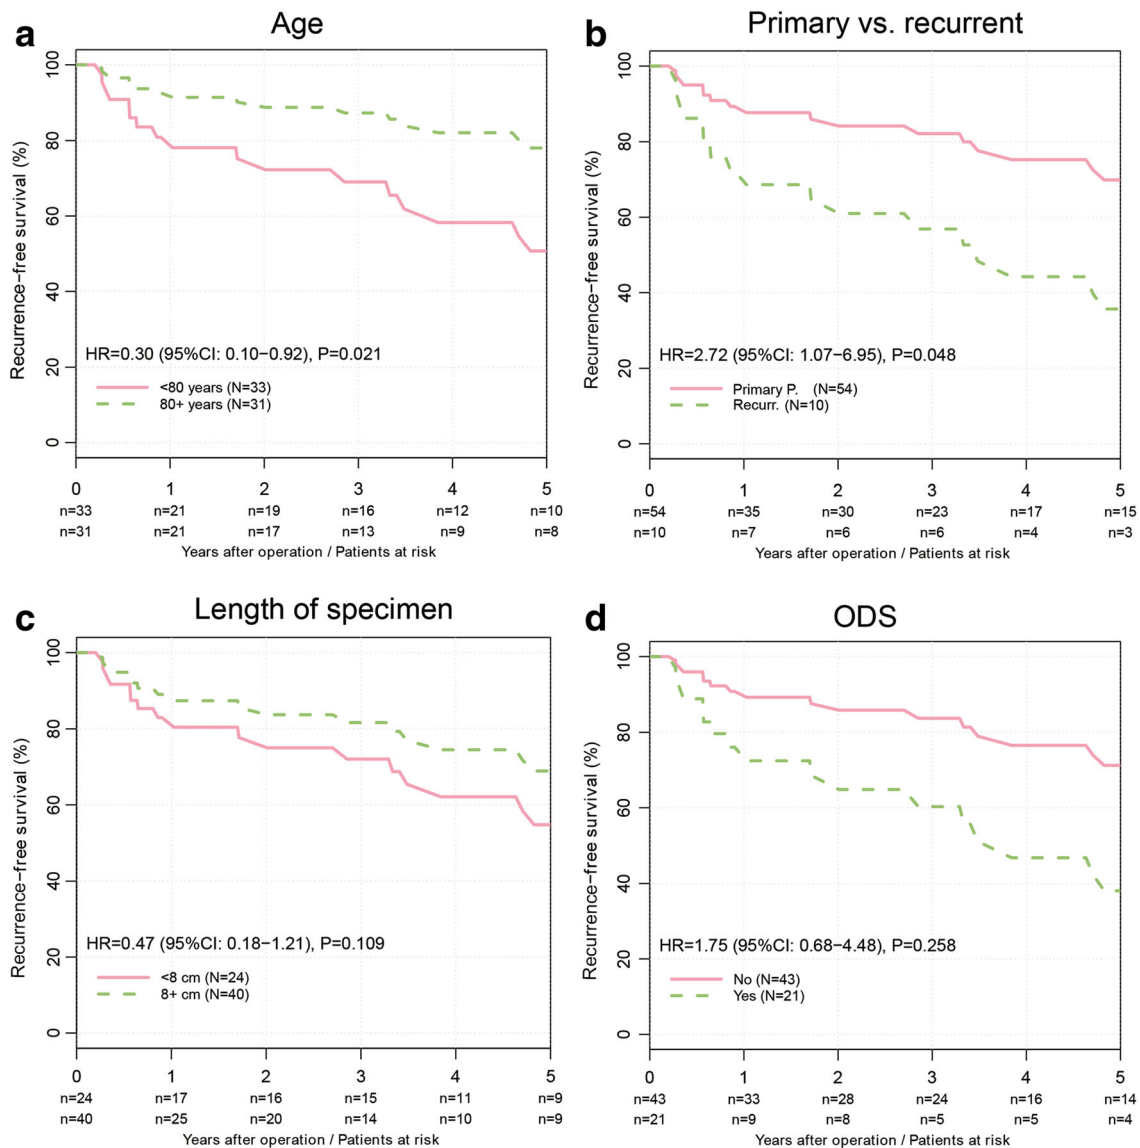 a
Age
Recurrence−free survival (%)
100
80
60
40
20
0
HR=0.30 (95%CI: 0.10−0.92), P=0.021
<80 years (N=33)
80+ years (N=31)
0 1 2 3 4 5
n=33 n=21 n=19 n=16 n=12 n=10
n=31 n=21 n=17 n=13 n=9 n=8
Years after operation / Patients at risk
b
Primary vs. recurrent
Recurrence−free survival (%)
100
80
60
40
20
0
HR=2.72 (95%CI: 1.07−6.95), P=0.048
Primary P. (N=54)
Recurr. (N=10)
0 1 2 3 4 5
n=54 n=35 n=30 n=23 n=17 n=15
n=10 n=7 n=6 n=6 n=4 n=3
Years after operation / Patients at risk
c
Length of specimen
Recurrence−free survival (%)
100
80
60
40
20
0
HR=0.47 (95%CI: 0.18−1.21), P=0.109
<8 cm (N=24)
8+ cm (N=40)
0 1 2 3 4 5
n=24 n=17 n=16 n=15 n=11 n=9
n=40 n=25 n=20 n=14 n=10 n=9
Years after operation / Patients at risk
d
ODS
Recurrence−free survival (%)
100
80
60
40
20
0
HR=1.75 (95%CI: 0.68−4.48), P=0.258
No (N=43)
Yes (N=21)
0 1 2 3 4 5
n=43 n=33 n=28 n=24 n=16 n=14
n=21 n=9 n=8 n=5 n=5 n=4
Years after operation / Patients at risk